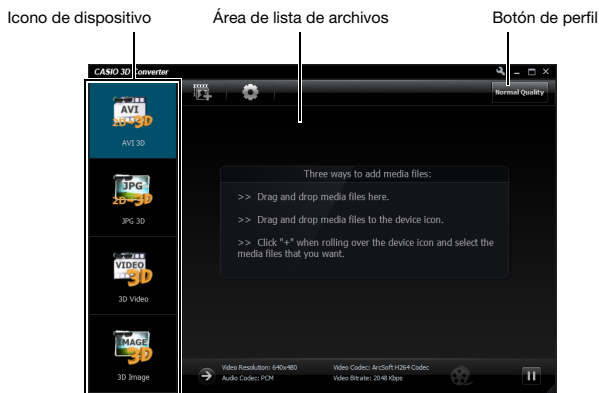 Icono de dispositivo
Área de lista de archivos
Botón de perfil
CASIO 3D Converter
Normal Quality
AVI
2D 3D
AVI 3D
JPG
2D 3D
JPG 3D
VIDEO
3D
3D Video
IMAGE
3D
3D Image
Three ways to add media files:
>> Drag and drop media files here.
>> Drag and drop media files to the device icon.
>> Click "+" when rolling over the device icon and select the
media files that you want.
Video Resolution: 640x480
Video Codec: ArcSoft H264 Codec
Audio Codec: PCM
Video Bitrate: 2048 Kbps